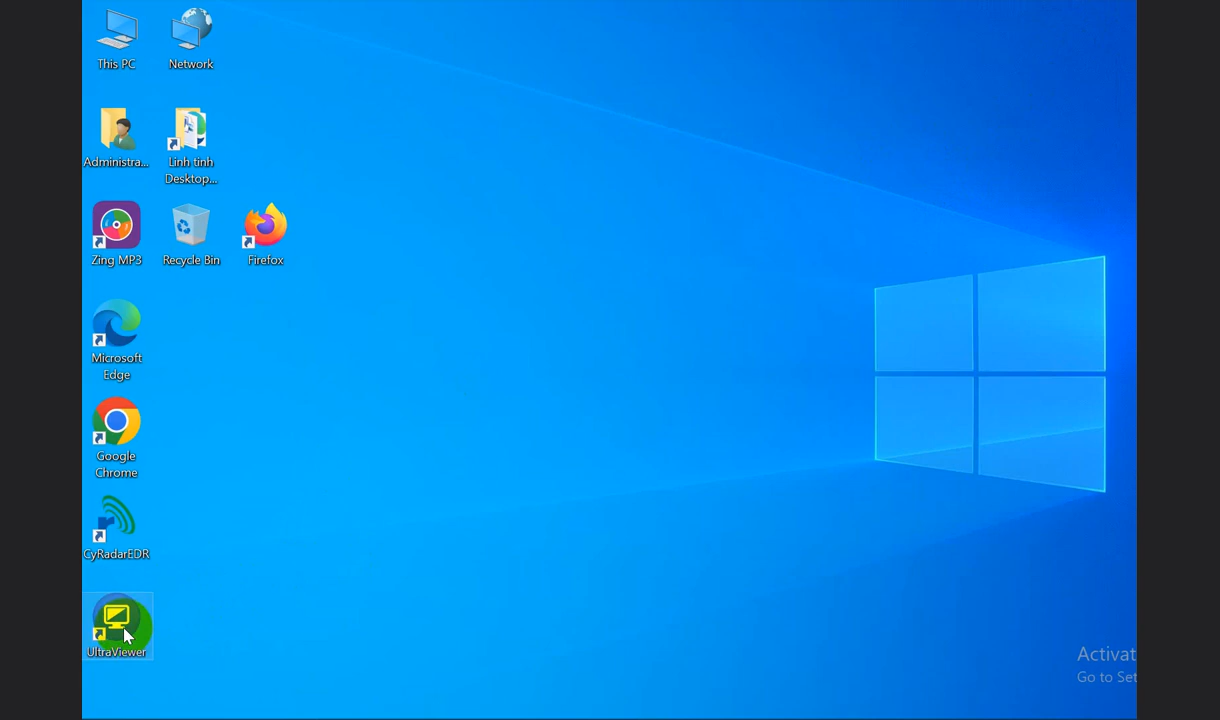 This PC
Network
Administra...
Linh tinh
Desktop...
Zing MP3
Recycle Bin
Firefox
Microsoft
Edge
Google
Chrome
CyRadarEDR
UltraViewer
Activat
Go to Set